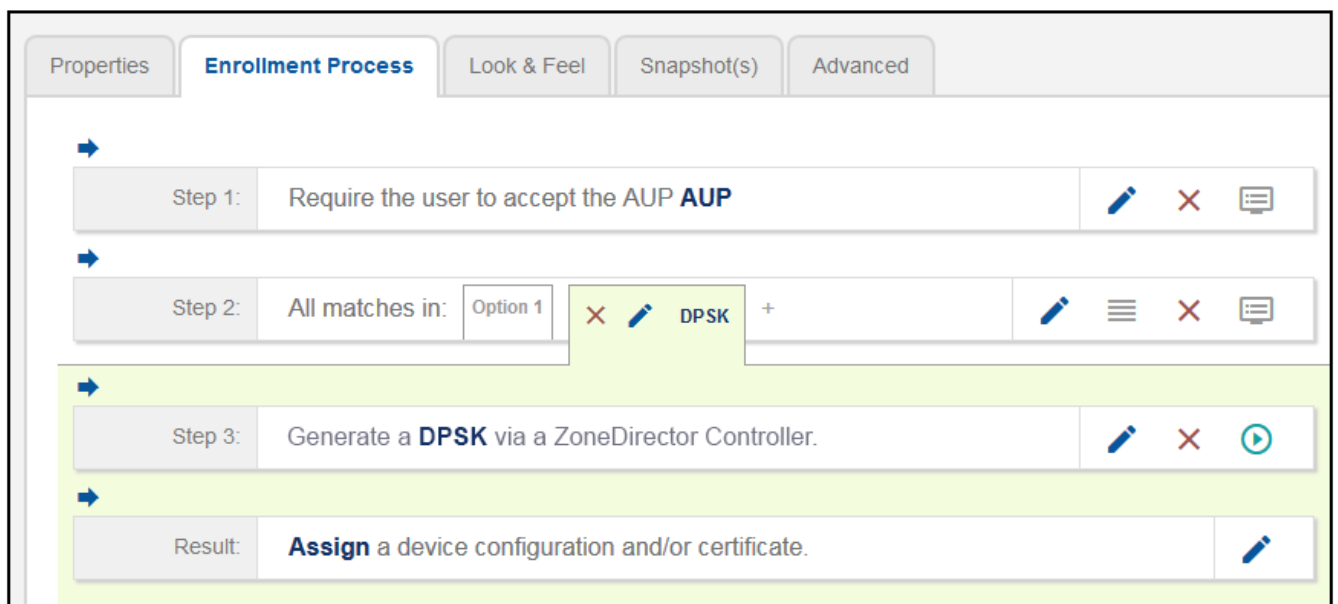 Properties Enrollment Process Look & Feel Snapshot(s) Advanced
Step 1: Require the user to accept the AUP AUP
Step 2: All matches in: Option 1 DPSK +
Step 3: Generate a DPSK via a ZoneDirector Controller.
Result: Assign a device configuration and/or certificate.